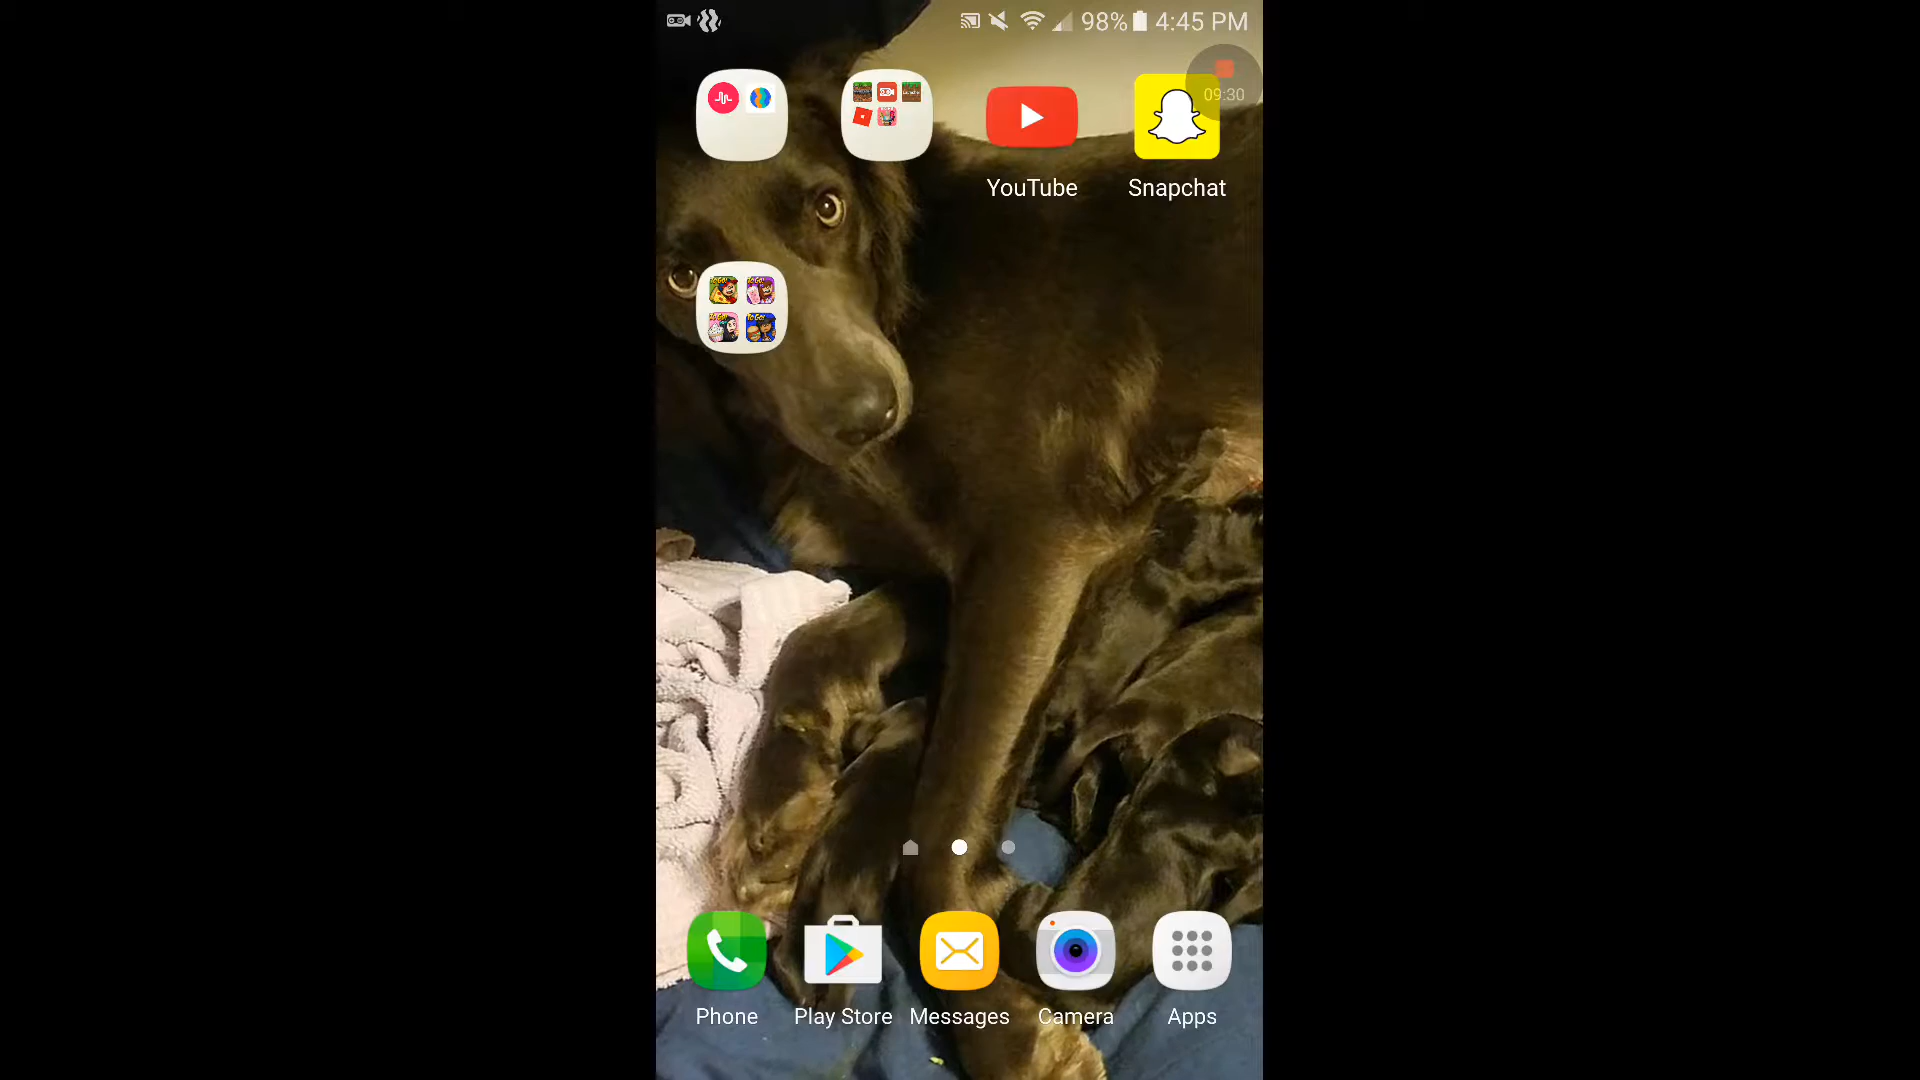 98% 4:45 PM
09:30
YouTube
Snapchat
Phone
Play Store
Messages
Camera
Apps